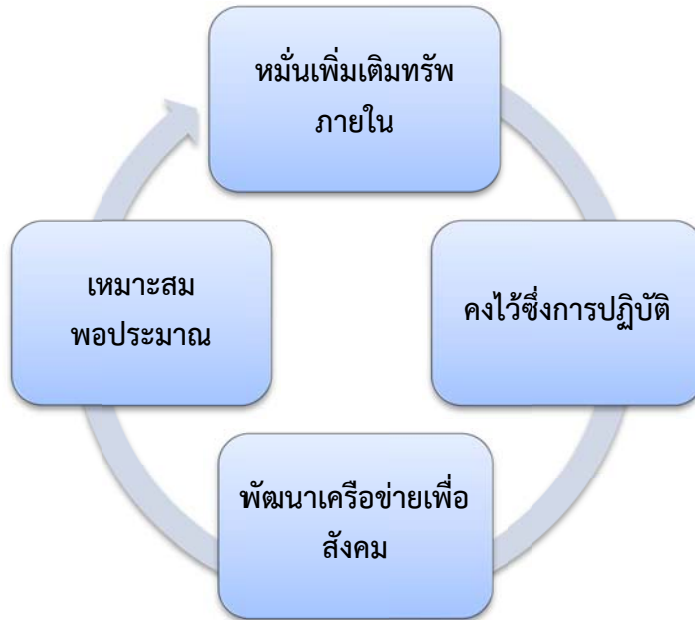 หมั่นเพิ่มเติมทรัพ
ภายใน
คงไว้ซึ่งการปฏิบัติ
พัฒนาเครือข่ายเพื่อ
สังคม
เหมาะสม
พอประมาณ